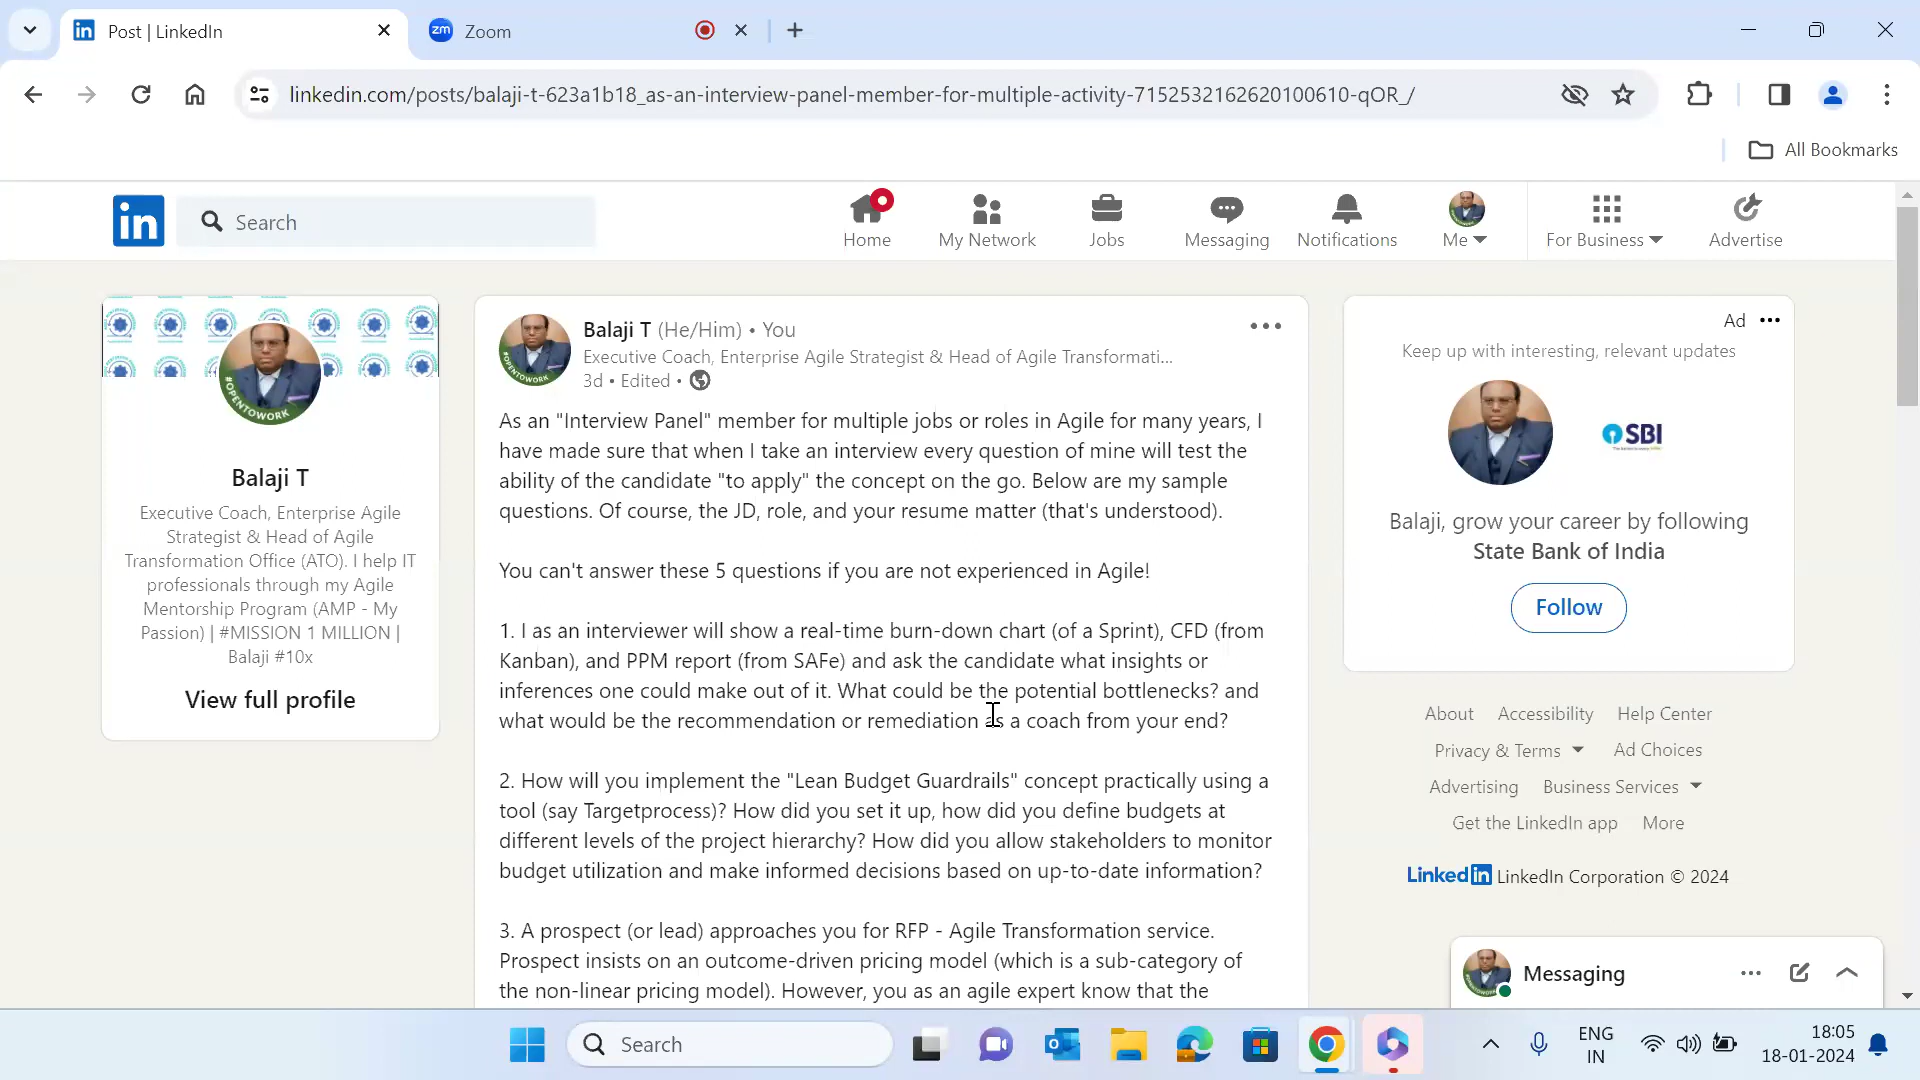 Post | LinkedIn
zm Zoom
linkedin.com/posts/balaji-t-623a1b18_as-an-interview-panel-member-for-multiple-activity-7152532162620100610-qOR_/
All Bookmarks
in Search
Home
My Network
Jobs
Messaging
Notifications
Me
For Business
Advertise
#OPENTOWORK
Balaji T
Executive Coach, Enterprise Agile
Strategist & Head of Agile
Transformation Office (ATO). I help IT
professionals through my Agile
Mentorship Program (AMP - My
Passion) | #MISSION 1 MILLION |
Balaji #10x
View full profile
Balaji T (He/Him) • You
Executive Coach, Enterprise Agile Strategist & Head of Agile Transformati...
3d • Edited •
As an "Interview Panel" member for multiple jobs or roles in Agile for many years, I
have made sure that when I take an interview every question of mine will test the
ability of the candidate "to apply" the concept on the go. Below are my sample
questions. Of course, the JD, role, and your resume matter (that's understood).
You can't answer these 5 questions if you are not experienced in Agile!
1. I as an interviewer will show a real-time burn-down chart (of a Sprint), CFD (from
Kanban), and PPM report (from SAFe) and ask the candidate what insights or
inferences one could make out of it. What could be the potential bottlenecks? and
what would be the recommendation or remediation as a coach from your end?
2. How will you implement the "Lean Budget Guardrails" concept practically using a
tool (say Targetprocess)? How did you set it up, how did you define budgets at
different levels of the project hierarchy? How did you allow stakeholders to monitor
budget utilization and make informed decisions based on up-to-date information?
3. A prospect (or lead) approaches you for RFP - Agile Transformation service.
Prospect insists on an outcome-driven pricing model (which is a sub-category of
the non-linear pricing model). However, you as an agile expert know that the
Ad
Keep up with interesting, relevant updates
SBI
Balaji, grow your career by following
State Bank of India
Follow
About Accessibility Help Center
Privacy & Terms Ad Choices
Advertising Business Services
Get the LinkedIn app More
Linked in LinkedIn Corporation © 2024
Messaging
Search
ENG
IN
18:05
18-01-2024